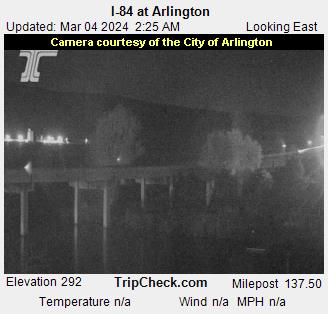 I-84 at Arlington
Updated: Mar 04 2024 2:25 AM Looking East
Camera courtesy of the City of Arlington
Elevation 292 TripCheck.com Milepost 137.50
Temperature n/a Wind n/a MPH n/a